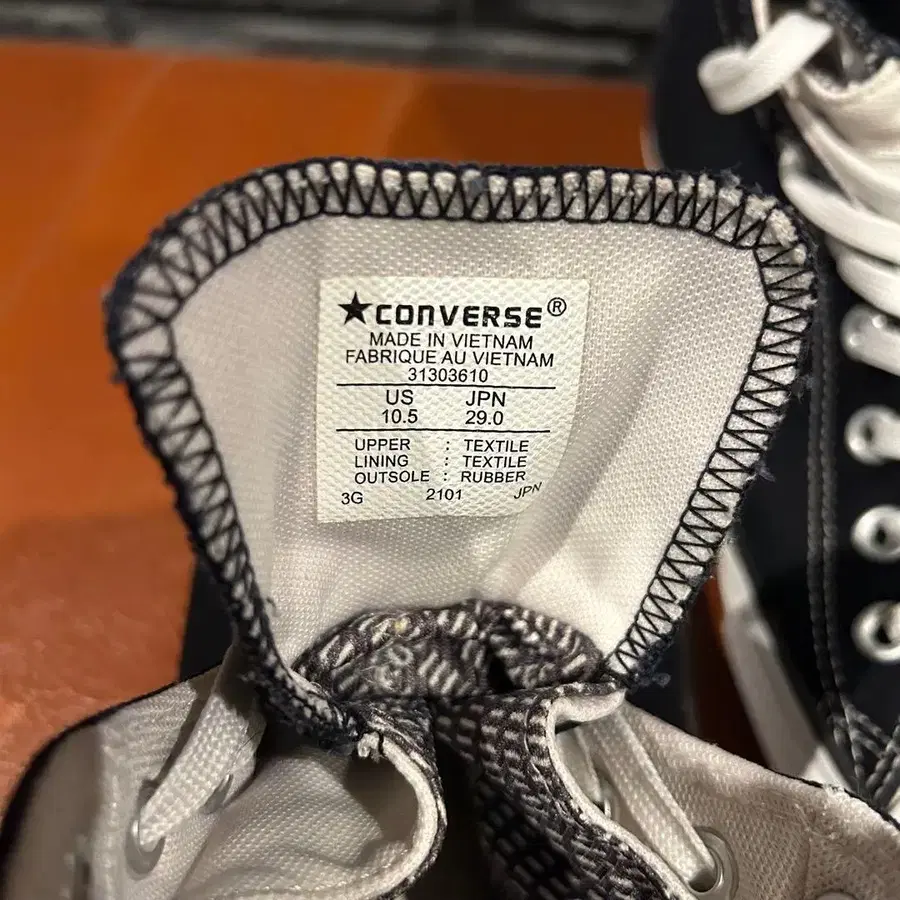 ★CONVERSE®
MADE IN VIETNAM
FABRIQUE AU VIETNAM
31303610
US JPN
10.5 29.0
UPPER : TEXTILE
LINING : TEXTILE
OUTSOLE : RUBBER
3G 2101 JPN